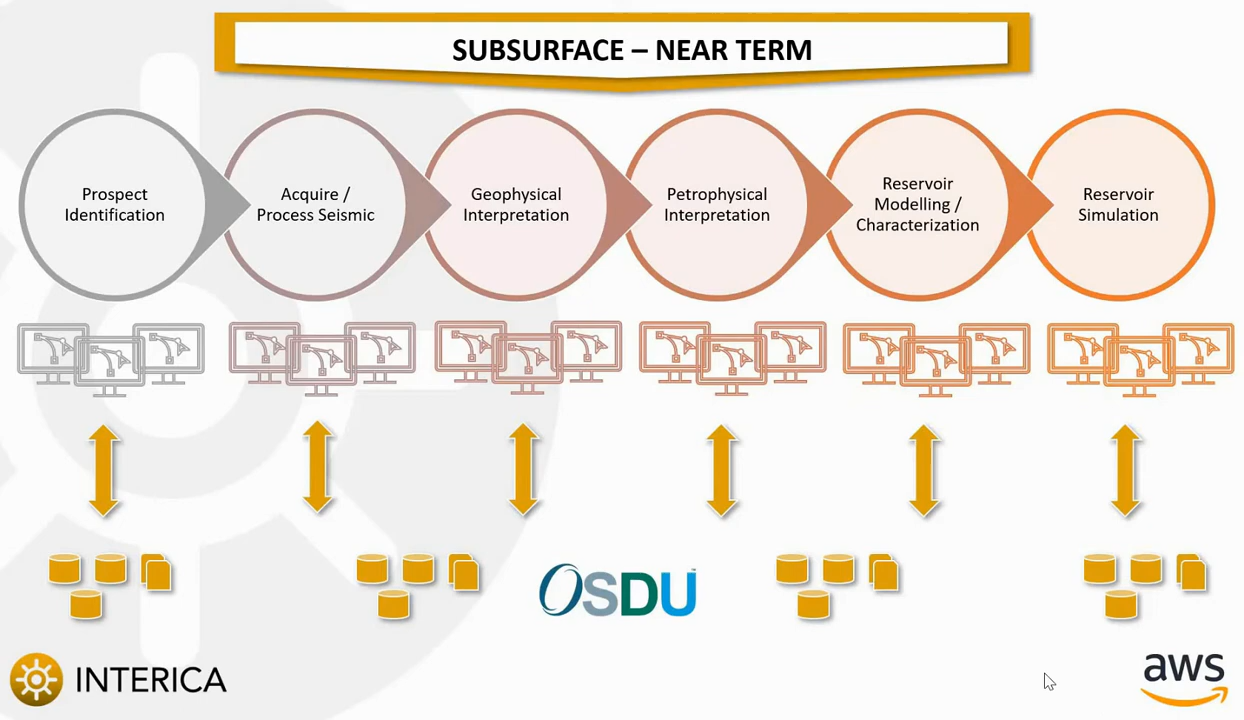 SUBSURFACE – NEAR TERM
Prospect
Identification
Acquire /
Process Seismic
Geophysical
Interpretation
Petrophysical
Interpretation
Reservoir
Modelling /
Characterization
Reservoir
Simulation
OSDU™
INTERICA
aws